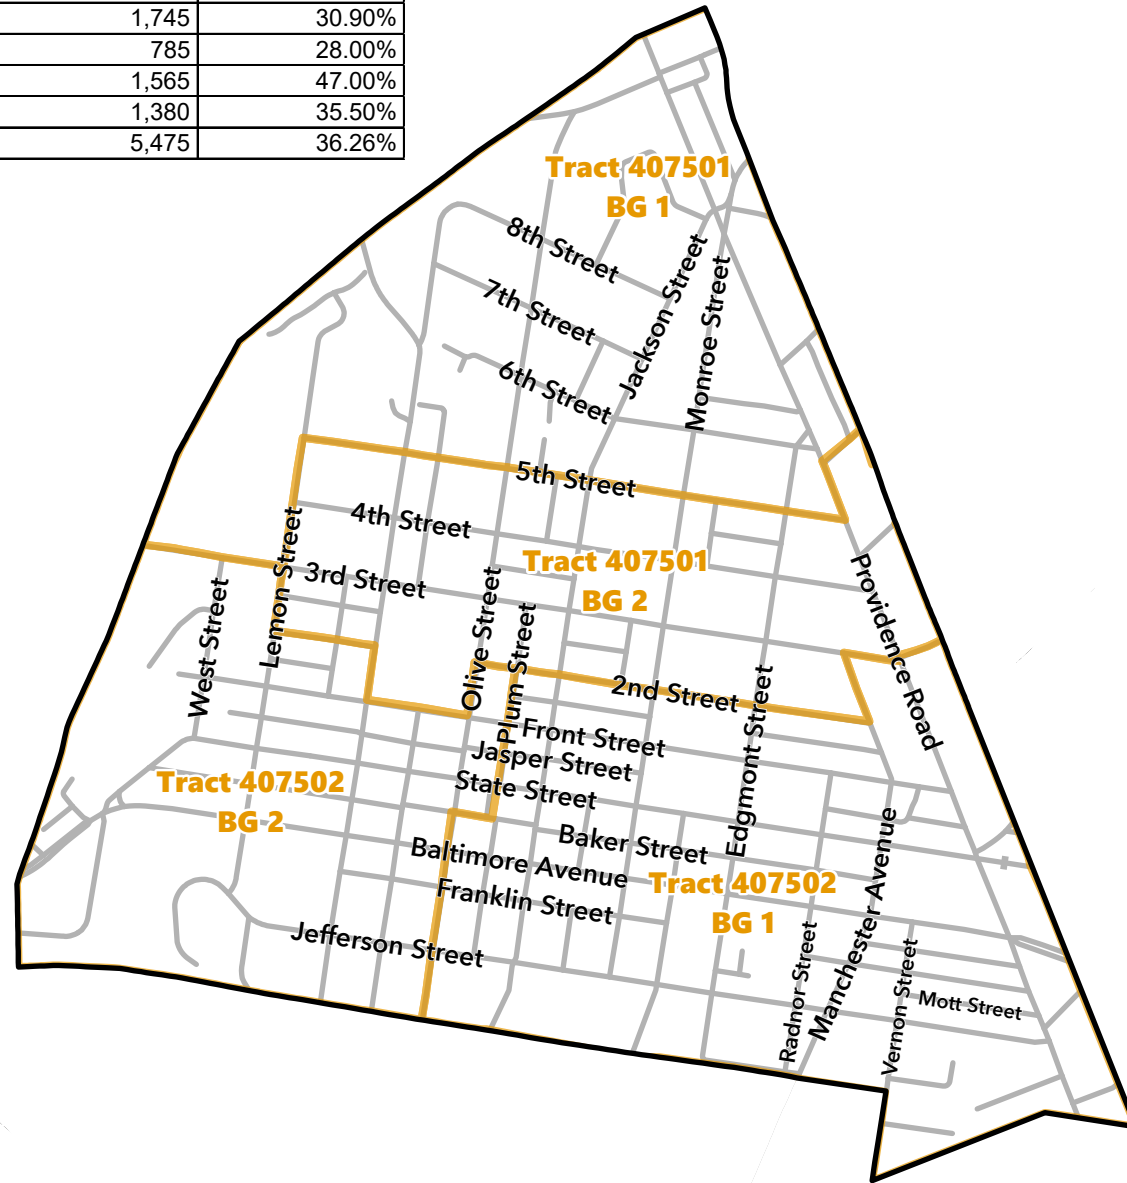 1,745 30.90%
785 28.00%
1,565 47.00%
1,380 35.50%
5,475 36.26%
Tract 407501
BG 1
8th Street
7th Street
6th Street
Jackson Street
Monroe Street
5th Street
4th Street
3rd Street
Tract 407501
BG 2
Lemon Street
West Street
Olive Street
Plum Street
2nd Street
Providence Road
Edgmont Street
Front Street
Jasper Street
State Street
Tract 407502
BG 2
Baker Street
Baltimore Avenue
Tract 407502
BG 1
Franklin Street
Manchester Avenue
Jefferson Street
Radnor Street
Vernon Street
Mott Street